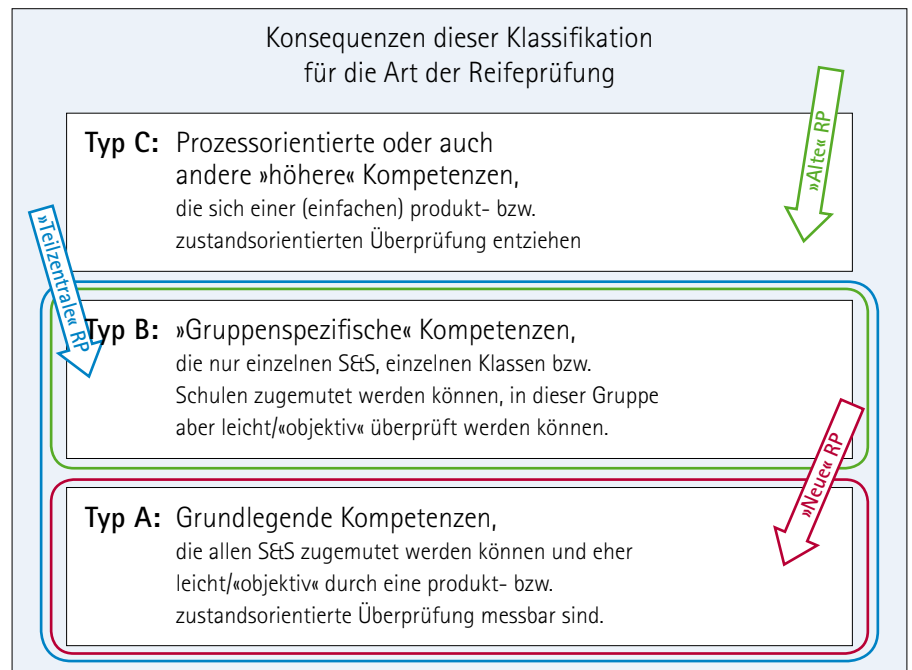 Konsequenzen dieser Klassifikation
für die Art der Reifeprüfung
»Alte« RP
Typ C: Prozessorientierte oder auch
andere »höhere« Kompetenzen,
die sich einer (einfachen) produkt- bzw.
zustandsorientierten Überprüfung entziehen
»Teilzentrale« RP
Typ B: »Gruppenspezifische« Kompetenzen,
die nur einzelnen S&S, einzelnen Klassen bzw.
Schulen zugemutet werden können, in dieser Gruppe
aber leicht/«objektiv« überprüft werden können.
»Neue« RP
Typ A: Grundlegende Kompetenzen,
die allen S&S zugemutet werden können und eher
leicht/«objektiv« durch eine produkt- bzw.
zustandsorientierte Überprüfung messbar sind.